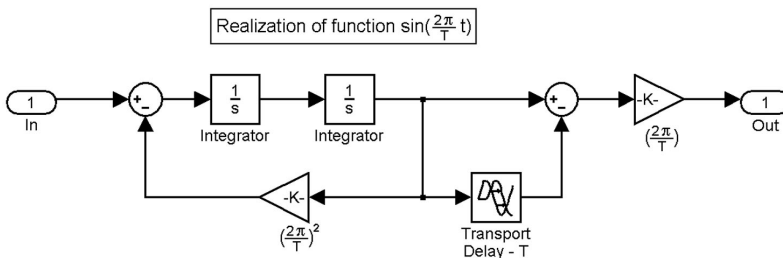 Realization of function sin(2π/T t)
1
In
+
-
1/s
Integrator
1/s
Integrator
+
-
-K-
(2π/T)
1
Out
-K-
(2π/T)²
Transport
Delay - T